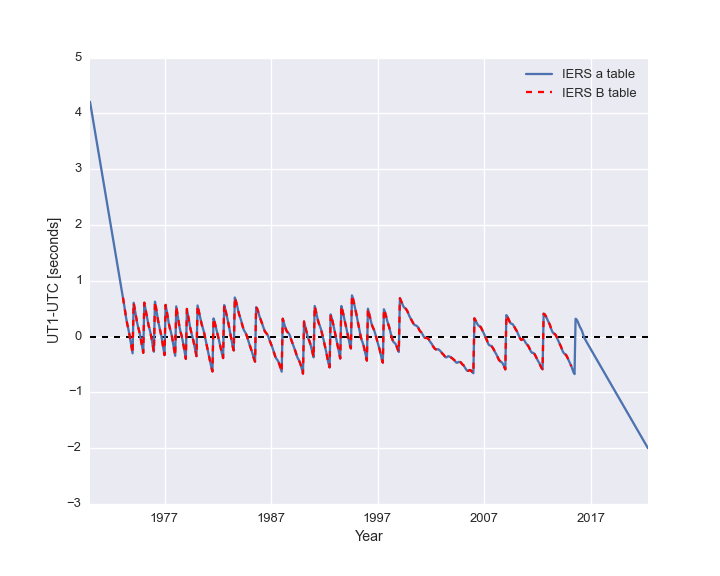 5
4
3
2
1
0
−1
−2
−3
UT1-UTC [seconds]
IERS a table
IERS B table
1977 1987 1997 2007 2017
Year